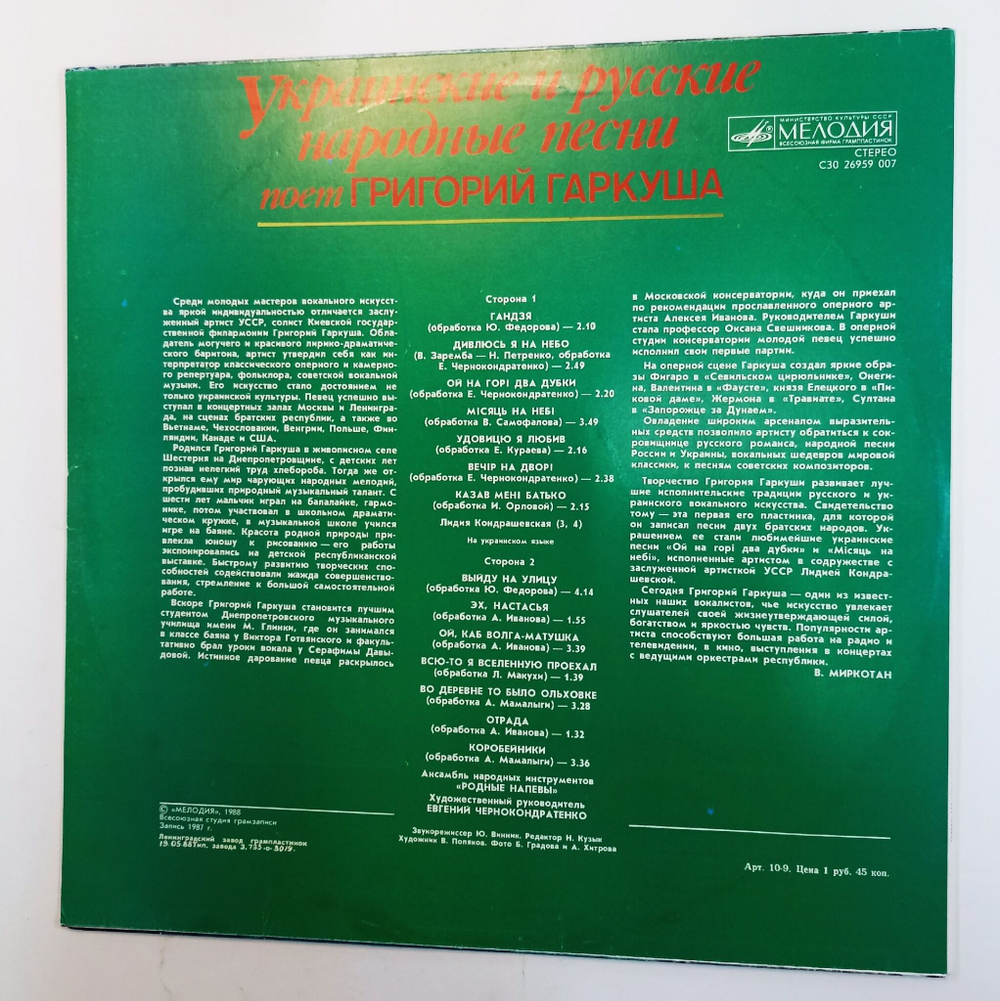 Украинские и русские
народные песни
поет ГРИГОРИЙ ГАРКУША
МИНИСТЕРСТВО КУЛЬТУРЫ СССР
МЕЛОДИЯ
ВСЕСОЮЗНАЯ ФИРМА ГРАМПЛАСТИНОК
СТЕРЕО
С30 26959 007
Среди молодых мастеров вокального искусст-
ва яркой индивидуальностью отличается заслу-
женный артист УССР, солист Киевской государ-
ственной филармонии Григорий Гаркуша. Обла-
датель могучего и красивого лирико-драматиче-
ского баритона, артист утвердил себя как ин-
терпретатор классического оперного и камерно-
го репертуара, фольклора, советской вокальной
музыки. Его искусство стало достоянием не
только украинской культуры. Певец успешно вы-
ступал в концертных залах Москвы и Ленингра-
да, на сценах братских республик, а также во
Вьетнаме, Чехословакии, Венгрии, Польше, Фин-
ляндии, Канаде и США.
Родился Григорий Гаркуша в живописном селе
Шестерня на Днепропетровщине, с детских лет
познав нелегкий труд хлебороба. Тогда же от-
крылся ему мир чарующих народных мелодий,
пробудивших природный музыкальный талант. С
шести лет мальчик играл на балалайке, гармо-
нике, потом участвовал в школьном драмати-
ческом кружке, в музыкальной школе учился
игре на баяне. Красота родной природы при-
влекла юношу к рисованию — его работы
экспонировались на детской республиканской
выставке. Быстрому развитию творческих спо-
собностей содействовали жажда совершенство-
вания, стремление к большой самостоятельной
работе.
Вскоре Григорий Гаркуша становится лучшим
студентом Днепропетровского музыкального
училища имени М. Глинки, где он занимался
в классе баяна у Виктора Готвянского и факуль-
тативно брал уроки вокала у Серафимы Давы-
довой. Истинное дарование певца раскрылось
Сторона 1
ГАНДЗЯ
(обработка Ю. Федорова) — 2.10
ДИВЛЮСЬ Я НА НЕБО
(В. Заремба — Н. Петренко, обработка
Е. Чернокондратенко) — 2.49
ОЙ НА ГОРІ ДВА ДУБКИ
(обработка Е. Чернокондратенко) — 2.20
МІСЯЦЬ НА НЕБІ
(обработка В. Самофалова) — 3.49
УДОВИЦЮ Я ЛЮБИВ
(обработка Е. Кураева) — 2.16
ВЕЧІР НА ДВОРІ
(обработка Е. Чернокондратенко) — 2.38
КАЗАВ МЕНІ БАТЬКО
(обработка И. Орловой) — 2.15
Лидия Кондрашевская (3, 4)
На украинском языке
Сторона 2
ВЫЙДУ НА УЛИЦУ
(обработка Ю. Федорова) — 4.14
ЭХ, НАСТАСЬЯ
(обработка А. Иванова) — 1.55
ОЙ, КАБ ВОЛГА-МАТУШКА
(обработка А. Иванова) — 3.39
ВСЮ-ТО Я ВСЕЛЕННУЮ ПРОЕХАЛ
(обработка Л. Макухи) — 1.39
ВО ДЕРЕВНЕ ТО БЫЛО ОЛЬХОВКЕ
(обработка А. Мамалыги) — 3.28
ОТРАДА
(обработка А. Иванова) — 1.32
КОРОБЕЙНИКИ
(обработка А. Мамалыги) — 3.36
Ансамбль народных инструментов
«РОДНЫЕ НАПЕВЫ»
Художественный руководитель
ЕВГЕНИЙ ЧЕРНОКОНДРАТЕНКО
Звукорежиссер Ю. Винник. Редактор Н. Кузык
Художник В. Попяков. Фото Б. Градова и А. Хитрова
в Московской консерватории, куда он приехал
по рекомендации прославленного оперного ар-
тиста Алексея Иванова. Руководителем Гаркуши
стала профессор Оксана Свешникова. В оперной
студии консерватории молодой певец успешно
исполнил свои первые партии.
На оперной сцене Гаркуша создал яркие обра-
зы Фигаро в «Севильском цирюльнике», Онеги-
на, Валентина в «Фаусте», князя Елецкого в «Пи-
ковой даме», Жермона в «Травиате», Султана
в «Запорожце за Дунаем».
Овладение широким арсеналом выразитель-
ных средств позволило артисту обратиться к сок-
ровищнице русского романса, народной песни
России и Украины, вокальных шедевров мировой
классики, к песням советских композиторов.
Творчество Григория Гаркуши развивает луч-
шие исполнительские традиции русского и ук-
раинского вокального искусства. Свидетельство
тому — эта первая его пластинка, для которой
он записал песни двух братских народов. Ук-
рашением ее стали любимейшие украинские
песни «Ой на горі два дубки» и «Місяць на
небі», исполненные артистом в содружестве с
заслуженной артисткой УССР Лидией Кондра-
шевской.
Сегодня Григорий Гаркуша — один из извест-
ных наших вокалистов, чье искусство увлекает
слушателей своей жизнеутверждающей силой,
богатством и яркостью чувств. Популярности ар-
тиста способствуют большая работа на радио и
телевидении, в кино, выступления в концертах
с ведущими оркестрами республики.
В. МИРКОТАН
© «МЕЛОДИЯ», 1988
Всесоюзная студия грамзаписи
Запись 1987 г.
Ленинградский завод грампластинок
19.05.88 Тип. завода З. 733-о-3019.
Арт. 10-9. Цена 1 руб. 45 коп.